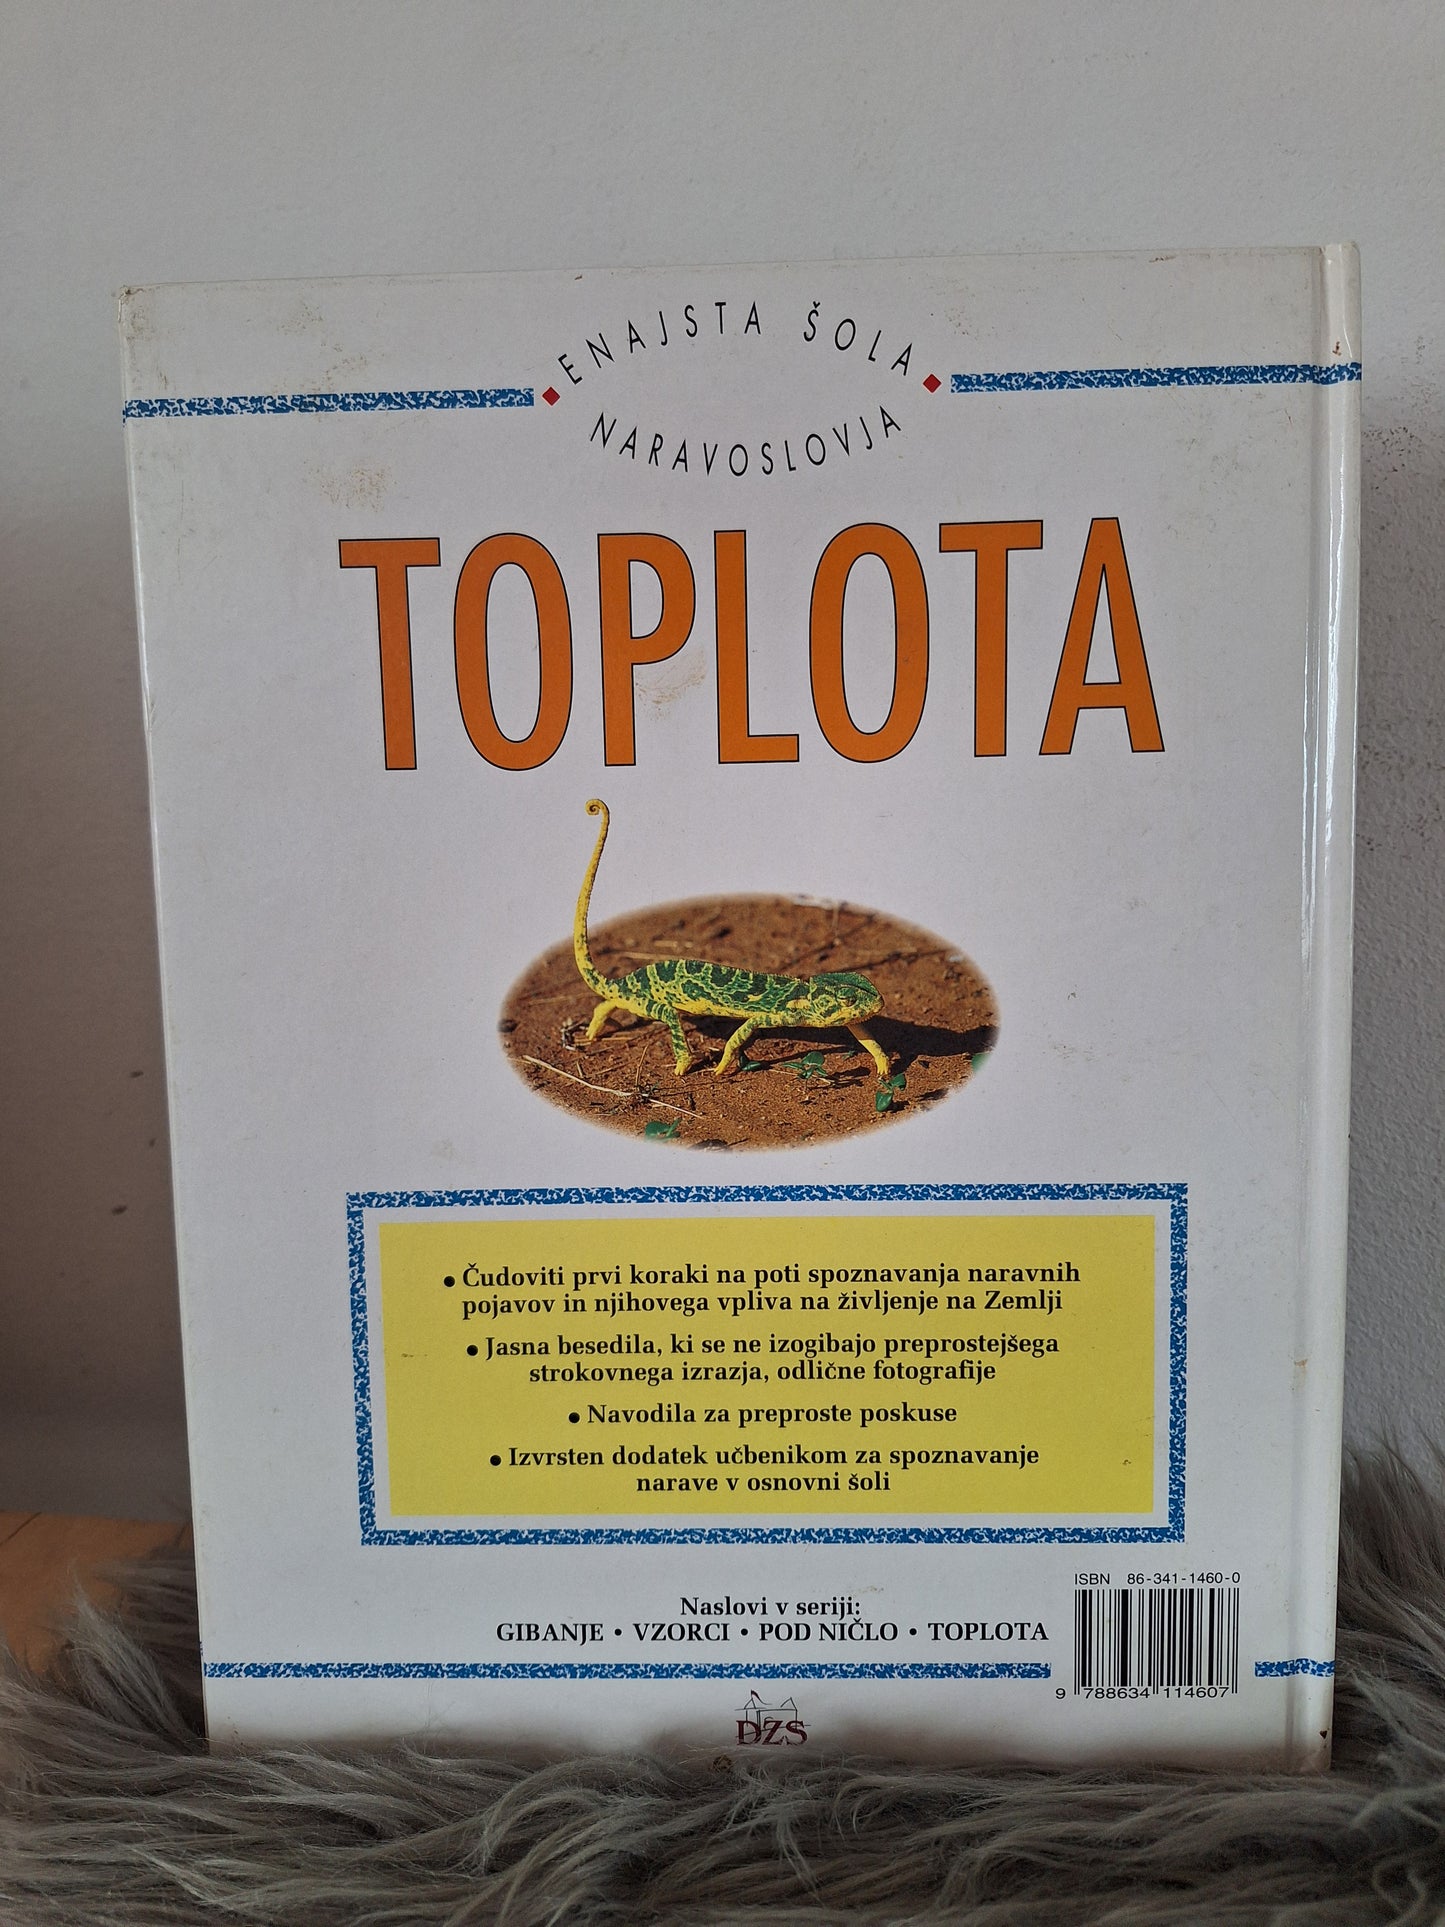 ENAJSTA ŠOLA
NARAVOSLOVJA
TOPLOTA
• Čudoviti prvi koraki na poti spoznavanja naravnih
pojavov in njihovega vpliva na življenje na Zemlji
• Jasna besedila, ki se ne izogibajo preprostejšega
strokovnega izrazja, odlične fotografije
• Navodila za preproste poskuse
• Izvrsten dodatek učbenikom za spoznavanje
narave v osnovni šoli
Naslovi v seriji:
GIBANJE • VZORCI • POD NIČLO • TOPLOTA
ISBN 86-341-1460-0
9 788634 114607
DZS